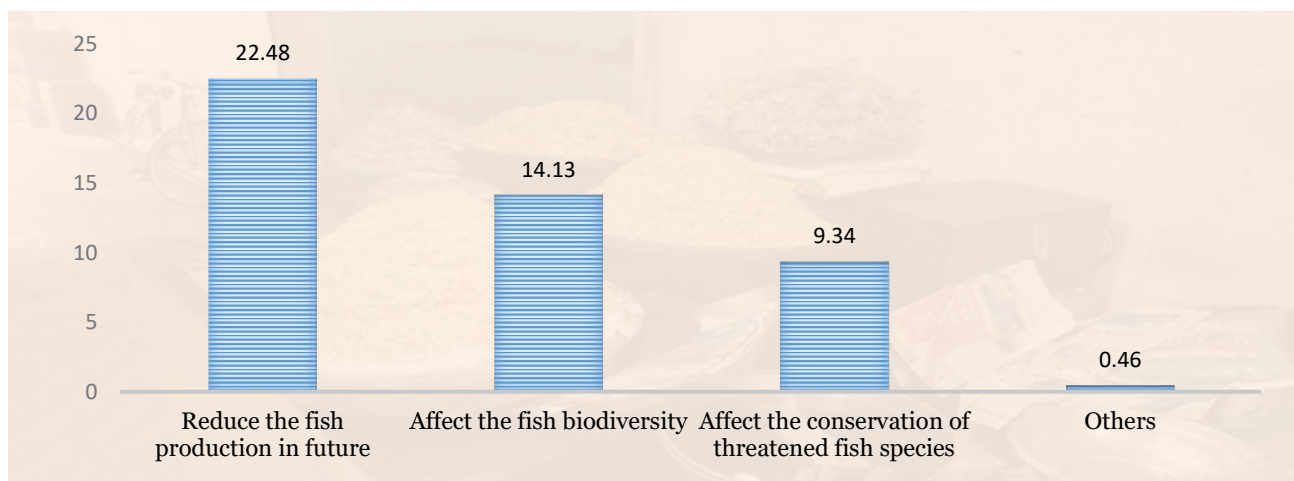 25
22.48
20
14.13
15
9.34
10
5
0.46
0
Reduce the fish
production in future
Affect the fish biodiversity
Affect the conservation of
threatened fish species
Others